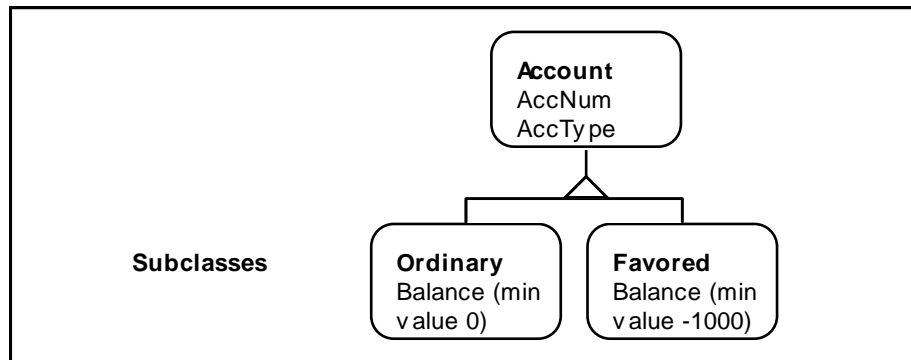 Account
AccNum
AccType
Subclasses
Ordinary
Balance (min
value 0)
Favored
Balance (min
value -1000)